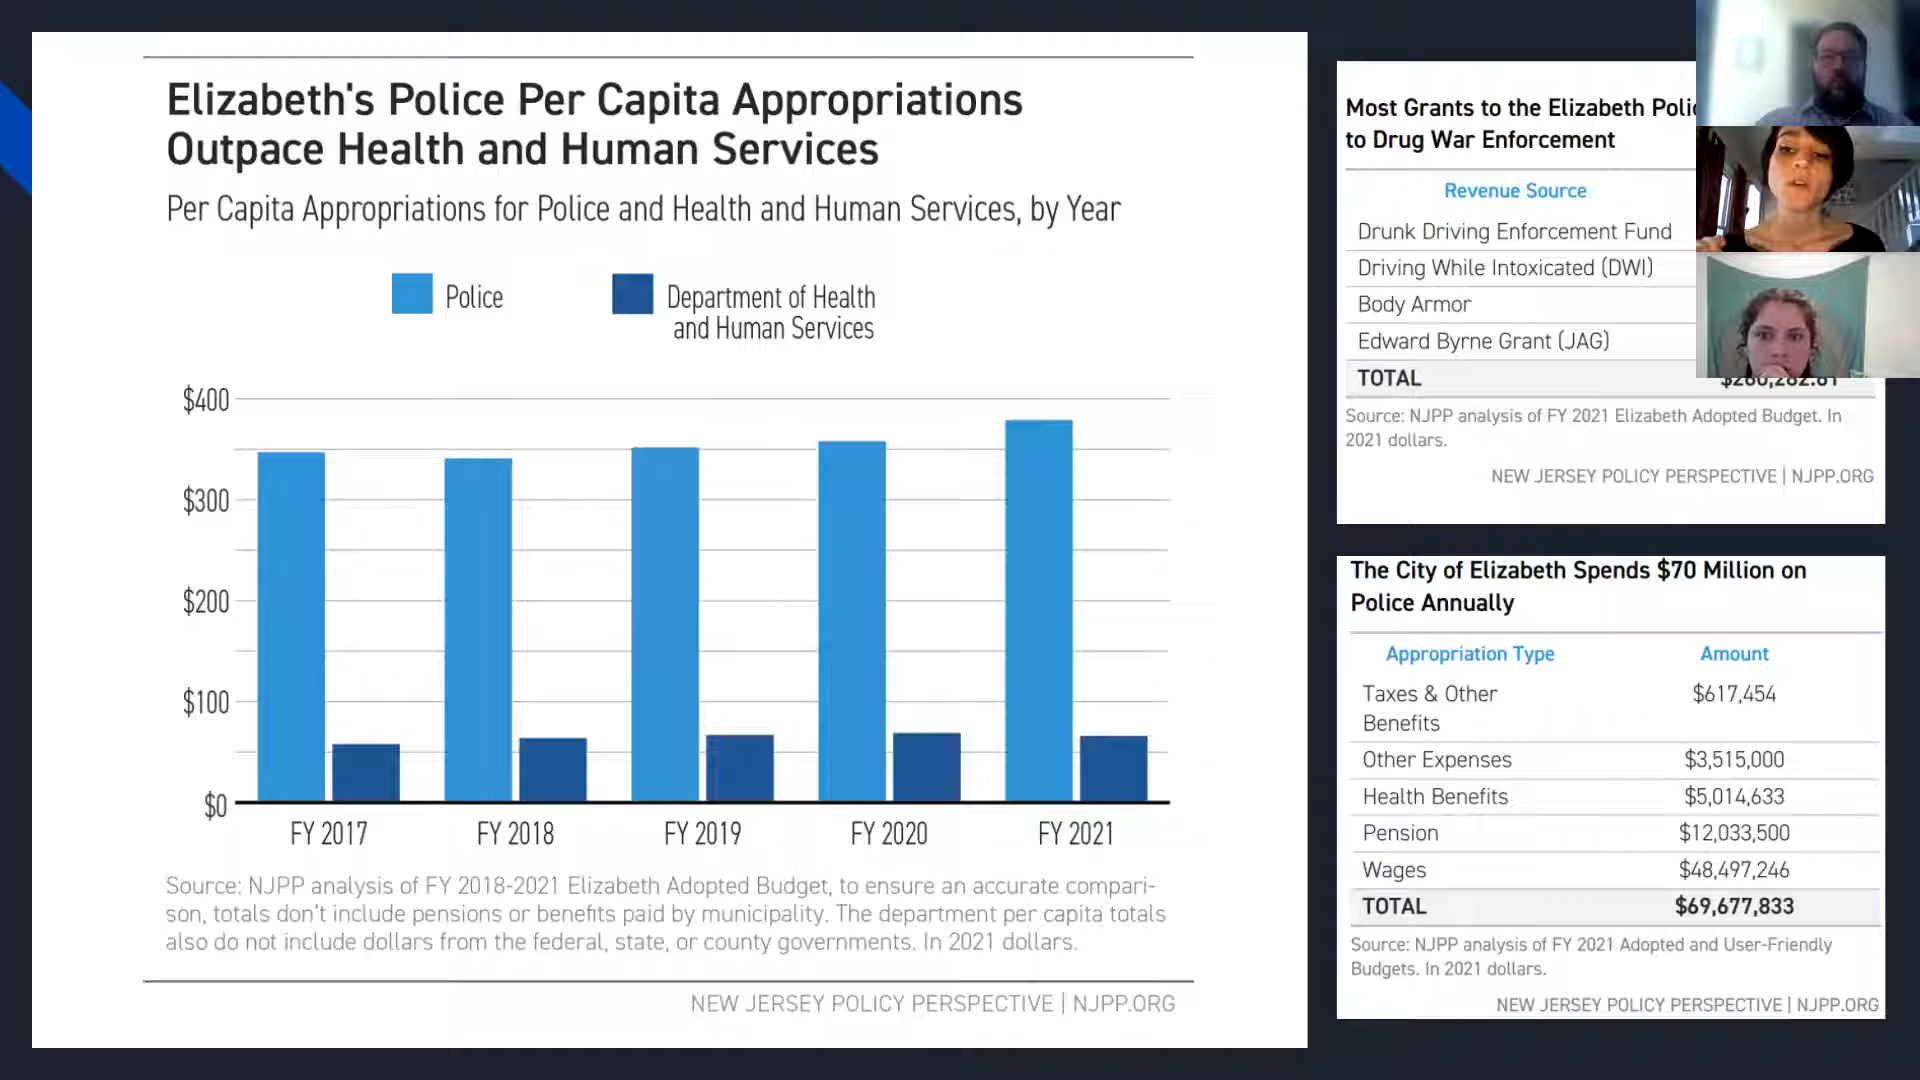 Elizabeth's Police Per Capita Appropriations
Outpace Health and Human Services
Per Capita Appropriations for Police and Health and Human Services, by Year
Police
Department of Health
and Human Services
$400
$300
$200
$100
$0
FY 2017
FY 2018
FY 2019
FY 2020
FY 2021
Source: NJPP analysis of FY 2018-2021 Elizabeth Adopted Budget, to ensure an accurate compari-
son, totals don't include pensions or benefits paid by municipality. The department per capita totals
also do not include dollars from the federal, state, or county governments. In 2021 dollars.
NEW JERSEY POLICY PERSPECTIVE | NJPP.ORG
Most Grants to the Elizabeth
to Drug War Enforcement
Revenue Source
Drunk Driving Enforcement Fund
Driving While Intoxicated (DWI)
Body Armor
Edward Byrne Grant (JAG)
TOTAL
Source: NJPP analysis of FY 2021 Elizabeth Adopted Budget. In
2021 dollars.
NEW JERSEY POLICY PERSPECTIVE | NJPP.ORG
The City of Elizabeth Spends $70 Million on
Police Annually
Appropriation Type Amount
Taxes & Other $617,454
Benefits
Other Expenses $3,515,000
Health Benefits $5,014,633
Pension $12,033,500
Wages $48,497,246
TOTAL $69,677,833
Source: NJPP analysis of FY 2021 Adopted and User-Friendly
Budgets. In 2021 dollars.
NEW JERSEY POLICY PERSPECTIVE | NJPP.ORG